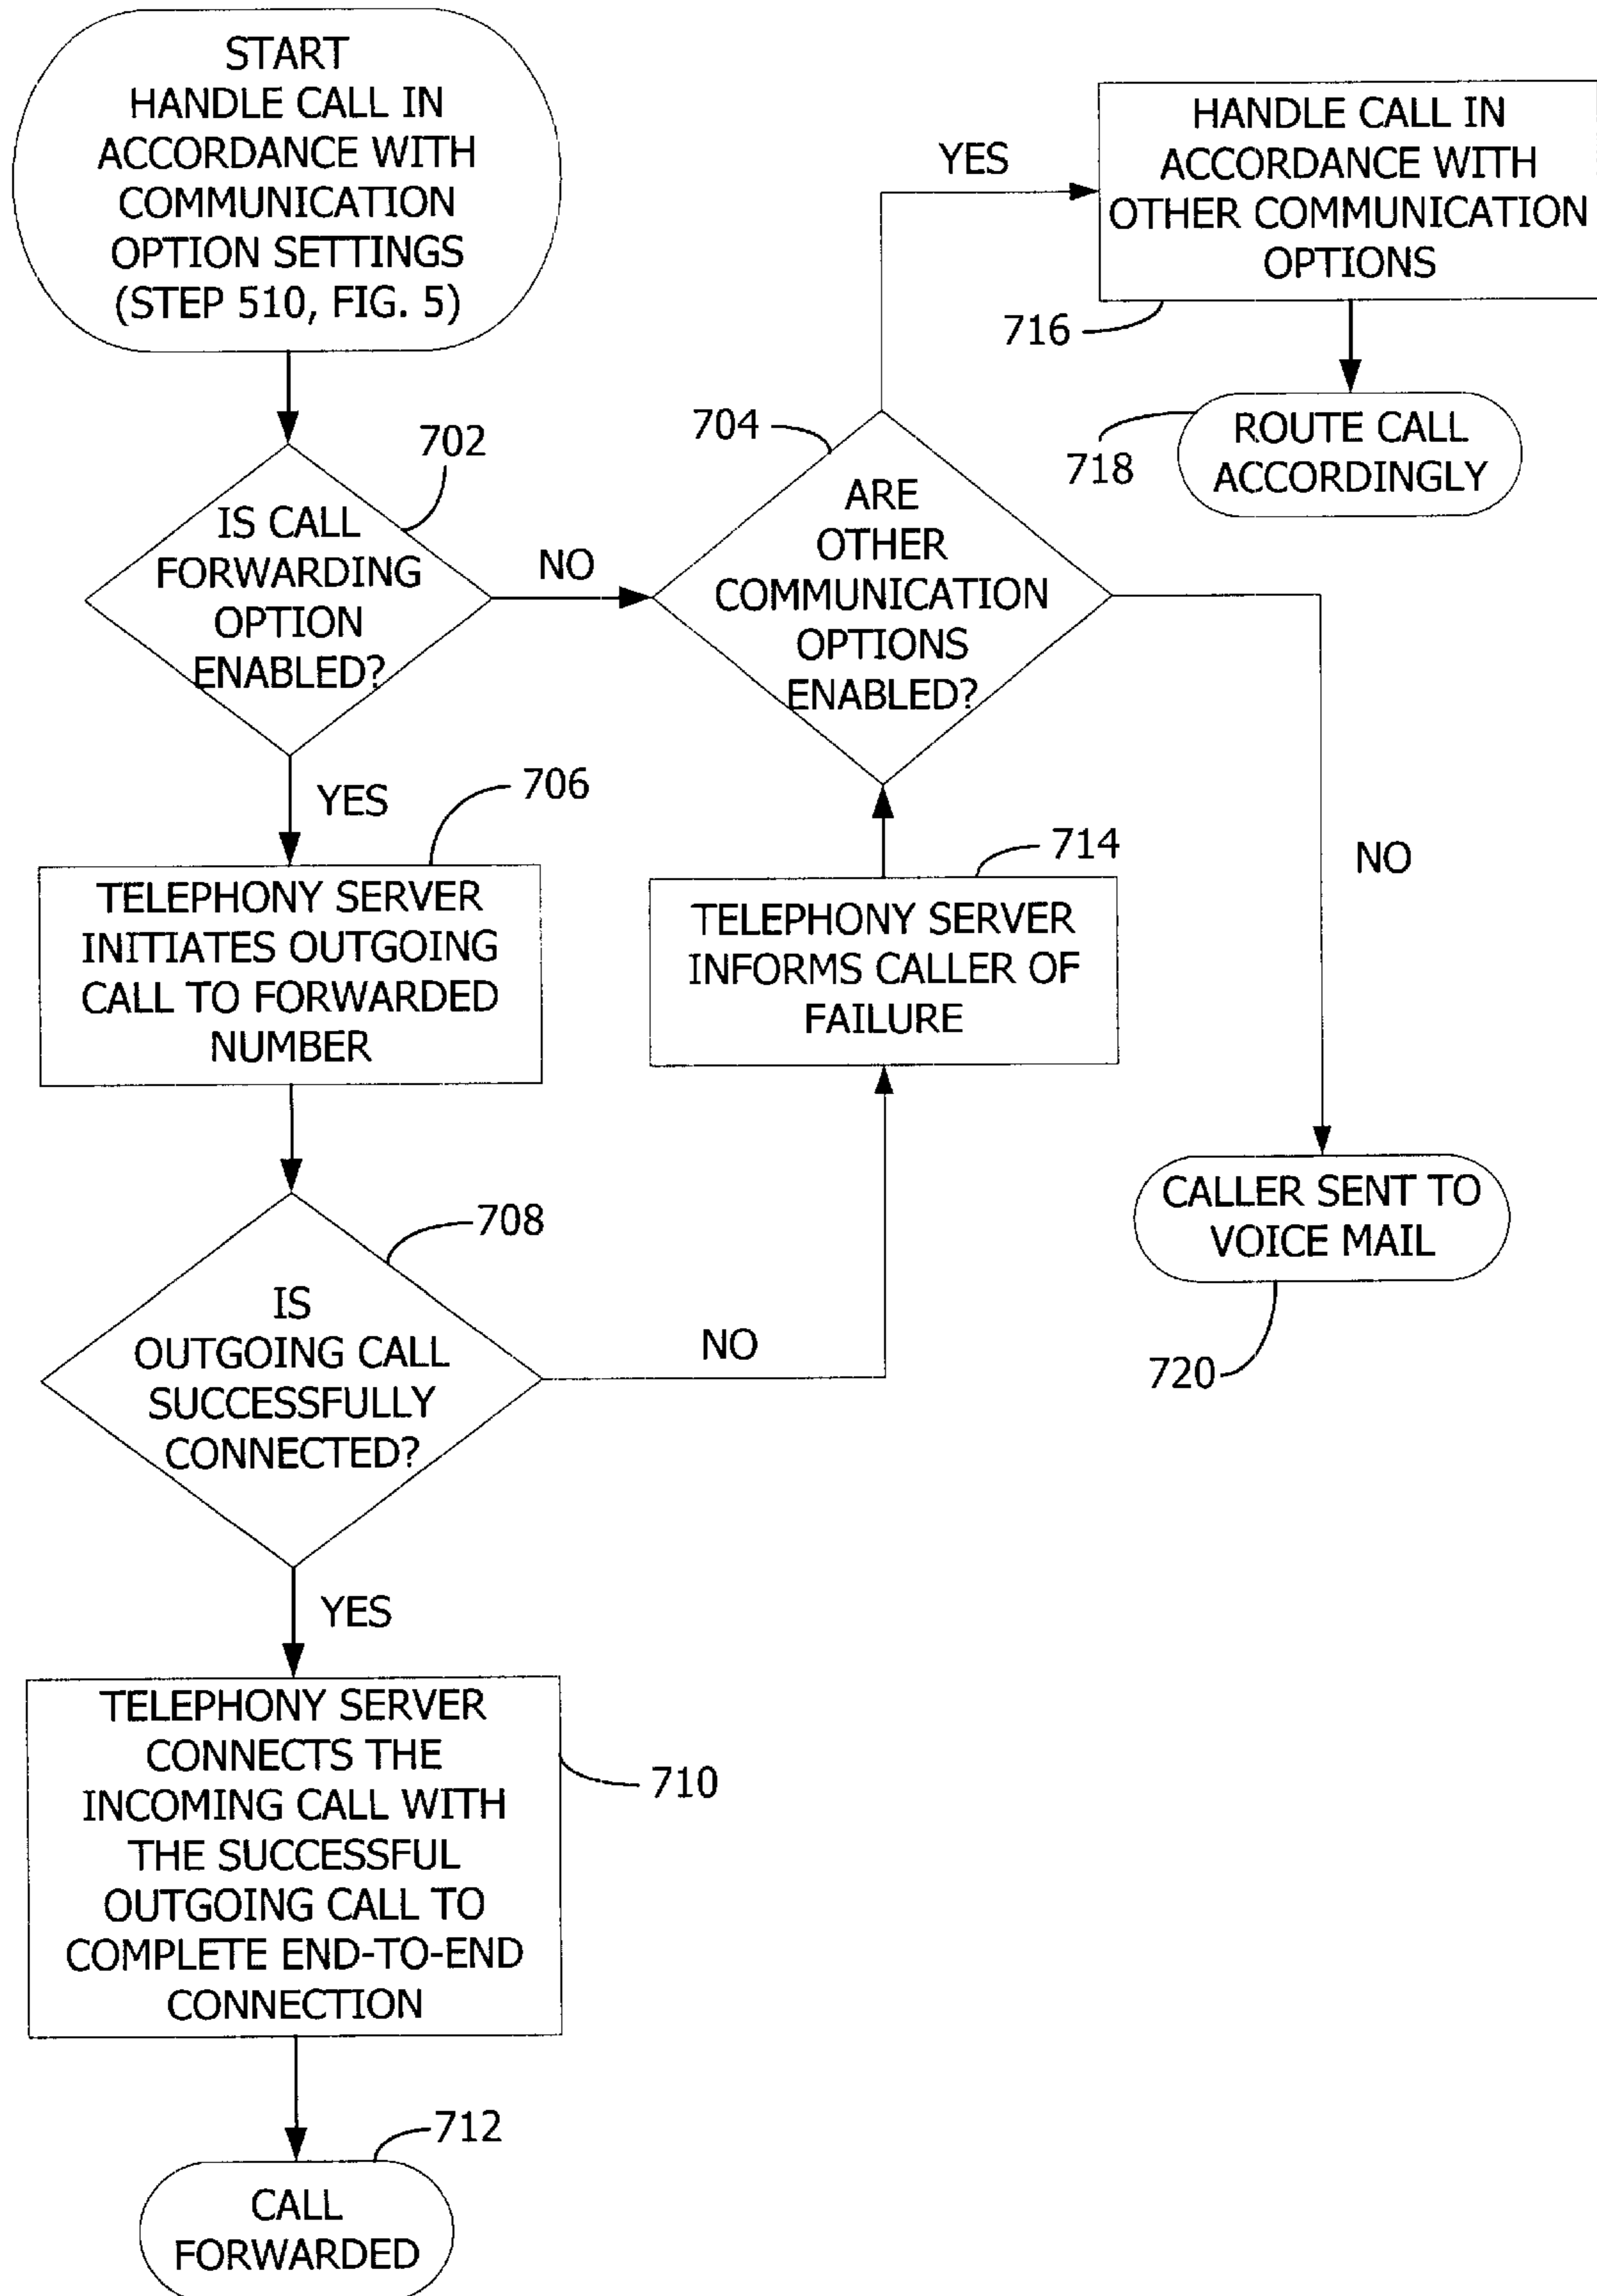 START
HANDLE CALL IN
ACCORDANCE WITH
COMMUNICATION
OPTION SETTINGS
(STEP 510, FIG. 5)
702
IS CALL
FORWARDING
OPTION
ENABLED?
NO
YES
706
TELEPHONY SERVER
INITIATES OUTGOING
CALL TO FORWARDED
NUMBER
708
IS
OUTGOING CALL
SUCCESSFULLY
CONNECTED?
NO
YES
TELEPHONY SERVER
CONNECTS THE
INCOMING CALL WITH
THE SUCCESSFUL
OUTGOING CALL TO
COMPLETE END-TO-END
CONNECTION
710
712
CALL
FORWARDED
704
ARE
OTHER
COMMUNICATION
OPTIONS
ENABLED?
714
TELEPHONY SERVER
INFORMS CALLER OF
FAILURE
YES
HANDLE CALL IN
ACCORDANCE WITH
OTHER COMMUNICATION
OPTIONS
716
718
ROUTE CALL
ACCORDINGLY
NO
CALLER SENT TO
VOICE MAIL
720